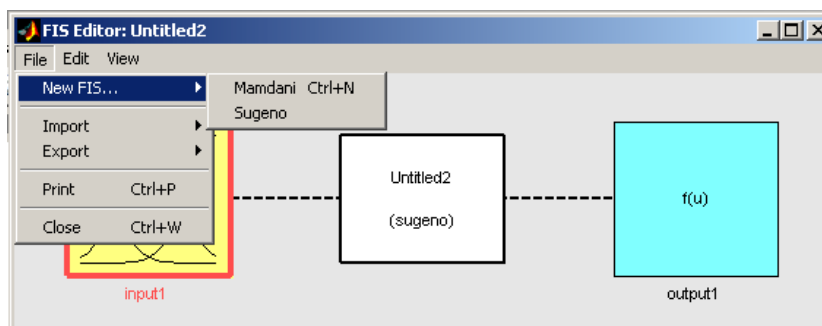 FIS Editor: Untitled2
File Edit View
New FIS...
Mamdani Ctrl+N
Sugeno
Import
Export
Print Ctrl+P
Close Ctrl+W
Untitled2
(sugeno)
f(u)
input1
output1